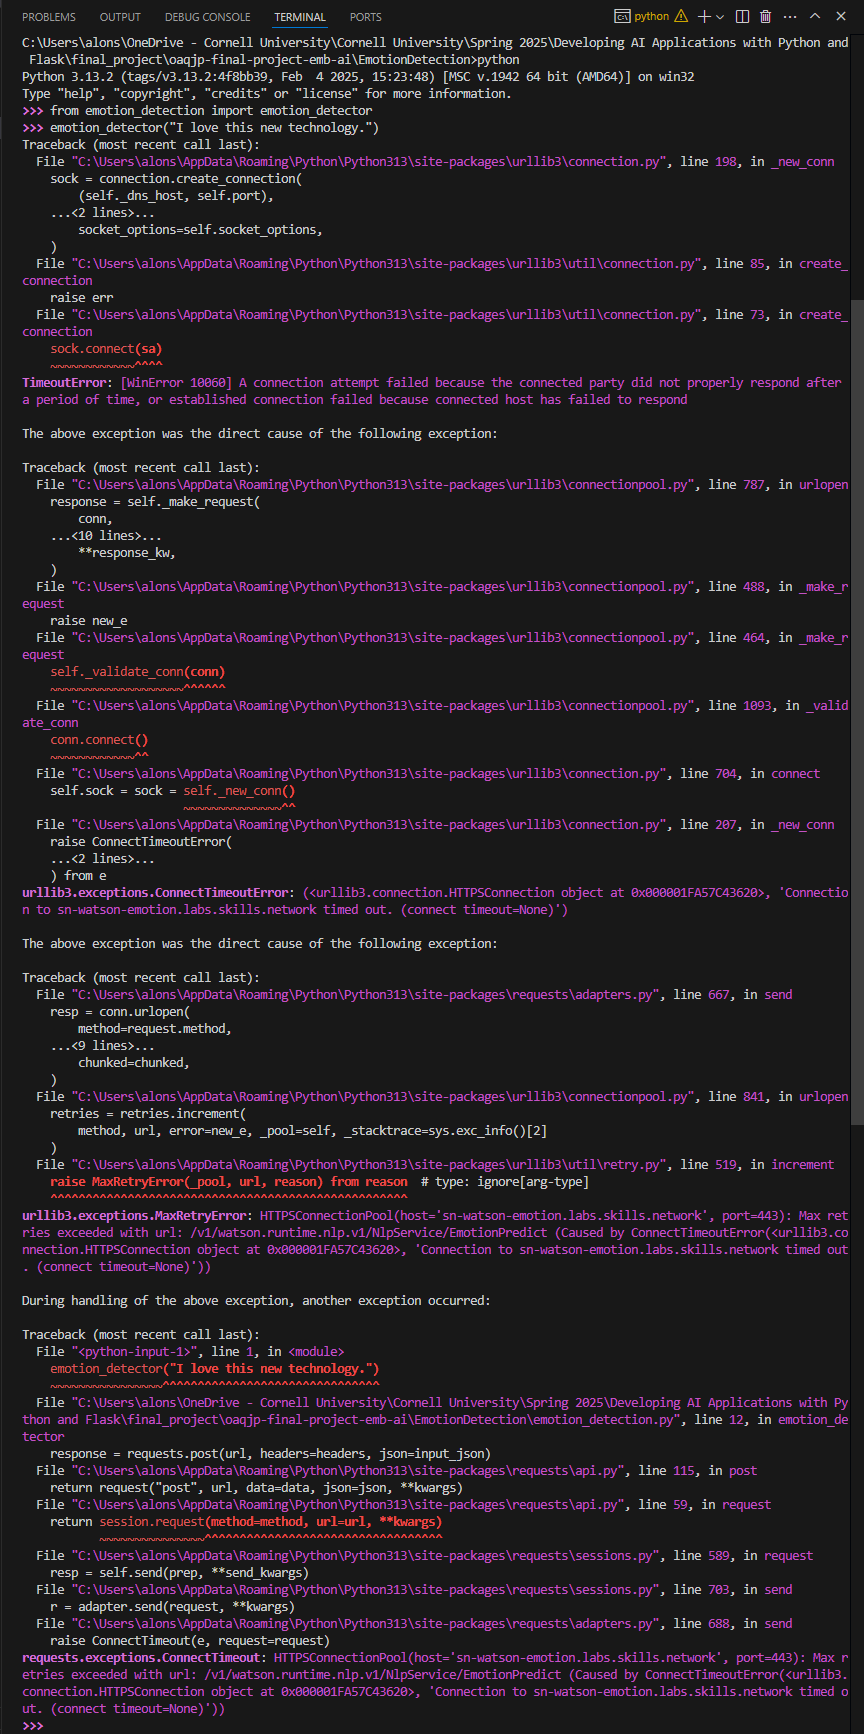 PROBLEMS OUTPUT DEBUG CONSOLE TERMINAL PORTS python
C:\Users\alons\OneDrive - Cornell University\Cornell University\Spring 2025\Developing AI Applications with Python and
 Flask\final_project\oaqjp-final-project-emb-ai\EmotionDetection>python
Python 3.13.2 (tags/v3.13.2:4f8bb39, Feb  4 2025, 15:23:48) [MSC v.1942 64 bit (AMD64)] on win32
Type "help", "copyright", "credits" or "license" for more information.
>>> from emotion_detection import emotion_detector
>>> emotion_detector("I love this new technology.")
Traceback (most recent call last):
  File "C:\Users\alons\AppData\Roaming\Python\Python313\site-packages\urllib3\connection.py", line 198, in _new_conn
    sock = connection.create_connection(
        (self._dns_host, self.port),
    ...<2 lines>...
        socket_options=self.socket_options,
    )
  File "C:\Users\alons\AppData\Roaming\Python\Python313\site-packages\urllib3\util\connection.py", line 85, in create_
connection
    raise err
  File "C:\Users\alons\AppData\Roaming\Python\Python313\site-packages\urllib3\util\connection.py", line 73, in create_
connection
    sock.connect(sa)
    ~~~~~~~~~~~~^^^^
TimeoutError: [WinError 10060] A connection attempt failed because the connected party did not properly respond after
a period of time, or established connection failed because connected host has failed to respond

The above exception was the direct cause of the following exception:

Traceback (most recent call last):
  File "C:\Users\alons\AppData\Roaming\Python\Python313\site-packages\urllib3\connectionpool.py", line 787, in urlopen
    response = self._make_request(
        conn,
    ...<10 lines>...
        **response_kw,
    )
  File "C:\Users\alons\AppData\Roaming\Python\Python313\site-packages\urllib3\connectionpool.py", line 488, in _make_r
equest
    raise new_e
  File "C:\Users\alons\AppData\Roaming\Python\Python313\site-packages\urllib3\connectionpool.py", line 464, in _make_r
equest
    self._validate_conn(conn)
    ~~~~~~~~~~~~~~~~~~~^^^^^^
  File "C:\Users\alons\AppData\Roaming\Python\Python313\site-packages\urllib3\connectionpool.py", line 1093, in _valid
ate_conn
    conn.connect()
    ~~~~~~~~~~~~^^
  File "C:\Users\alons\AppData\Roaming\Python\Python313\site-packages\urllib3\connection.py", line 704, in connect
    self.sock = sock = self._new_conn()
                       ~~~~~~~~~~~~~~^^
  File "C:\Users\alons\AppData\Roaming\Python\Python313\site-packages\urllib3\connection.py", line 207, in _new_conn
    raise ConnectTimeoutError(
    ...<2 lines>...
    ) from e
urllib3.exceptions.ConnectTimeoutError: (<urllib3.connection.HTTPSConnection object at 0x000001FA57C43620>, 'Connectio
n to sn-watson-emotion.labs.skills.network timed out. (connect timeout=None)')

The above exception was the direct cause of the following exception:

Traceback (most recent call last):
  File "C:\Users\alons\AppData\Roaming\Python\Python313\site-packages\requests\adapters.py", line 667, in send
    resp = conn.urlopen(
        method=request.method,
    ...<9 lines>...
        chunked=chunked,
    )
  File "C:\Users\alons\AppData\Roaming\Python\Python313\site-packages\urllib3\connectionpool.py", line 841, in urlopen
    retries = retries.increment(
        method, url, error=new_e, _pool=self, _stacktrace=sys.exc_info()[2]
    )
  File "C:\Users\alons\AppData\Roaming\Python\Python313\site-packages\urllib3\util\retry.py", line 519, in increment
    raise MaxRetryError(_pool, url, reason) from reason  # type: ignore[arg-type]
    ^^^^^^^^^^^^^^^^^^^^^^^^^^^^^^^^^^^^^^^^^^^^^^^^^^^
urllib3.exceptions.MaxRetryError: HTTPSConnectionPool(host='sn-watson-emotion.labs.skills.network', port=443): Max ret
ries exceeded with url: /v1/watson.runtime.nlp.v1/NlpService/EmotionPredict (Caused by ConnectTimeoutError(<urllib3.co
nnection.HTTPSConnection object at 0x000001FA57C43620>, 'Connection to sn-watson-emotion.labs.skills.network timed out
. (connect timeout=None)'))

During handling of the above exception, another exception occurred:

Traceback (most recent call last):
  File "<python-input-1>", line 1, in <module>
    emotion_detector("I love this new technology.")
    ~~~~~~~~~~~~~~~~^^^^^^^^^^^^^^^^^^^^^^^^^^^^^^^
  File "C:\Users\alons\OneDrive - Cornell University\Cornell University\Spring 2025\Developing AI Applications with Py
thon and Flask\final_project\oaqjp-final-project-emb-ai\EmotionDetection\emotion_detection.py", line 12, in emotion_de
tector
    response = requests.post(url, headers=headers, json=input_json)
  File "C:\Users\alons\AppData\Roaming\Python\Python313\site-packages\requests\api.py", line 115, in post
    return request("post", url, data=data, json=json, **kwargs)
  File "C:\Users\alons\AppData\Roaming\Python\Python313\site-packages\requests\api.py", line 59, in request
    return session.request(method=method, url=url, **kwargs)
           ~~~~~~~~~~~~~~~^^^^^^^^^^^^^^^^^^^^^^^^^^^^^^^^^^
  File "C:\Users\alons\AppData\Roaming\Python\Python313\site-packages\requests\sessions.py", line 589, in request
    resp = self.send(prep, **send_kwargs)
  File "C:\Users\alons\AppData\Roaming\Python\Python313\site-packages\requests\sessions.py", line 703, in send
    r = adapter.send(request, **kwargs)
  File "C:\Users\alons\AppData\Roaming\Python\Python313\site-packages\requests\adapters.py", line 688, in send
    raise ConnectTimeout(e, request=request)
requests.exceptions.ConnectTimeout: HTTPSConnectionPool(host='sn-watson-emotion.labs.skills.network', port=443): Max r
etries exceeded with url: /v1/watson.runtime.nlp.v1/NlpService/EmotionPredict (Caused by ConnectTimeoutError(<urllib3.
connection.HTTPSConnection object at 0x000001FA57C43620>, 'Connection to sn-watson-emotion.labs.skills.network timed o
ut. (connect timeout=None)'))
>>>